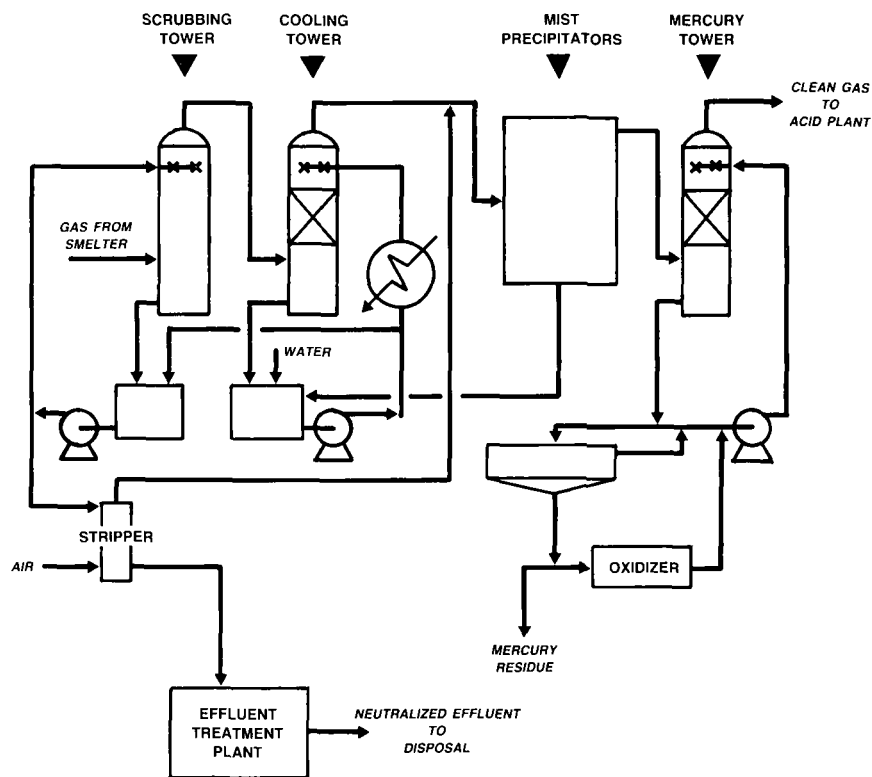 SCRUBBING
TOWER
COOLING
TOWER
MIST
PRECIPITATORS
MERCURY
TOWER
CLEAN GAS
TO
ACID PLANT
GAS FROM
SMELTER
WATER
STRIPPER
AIR
OXIDIZER
MERCURY
RESIDUE
EFFLUENT
TREATMENT
PLANT
NEUTRALIZED EFFLUENT
TO
DISPOSAL